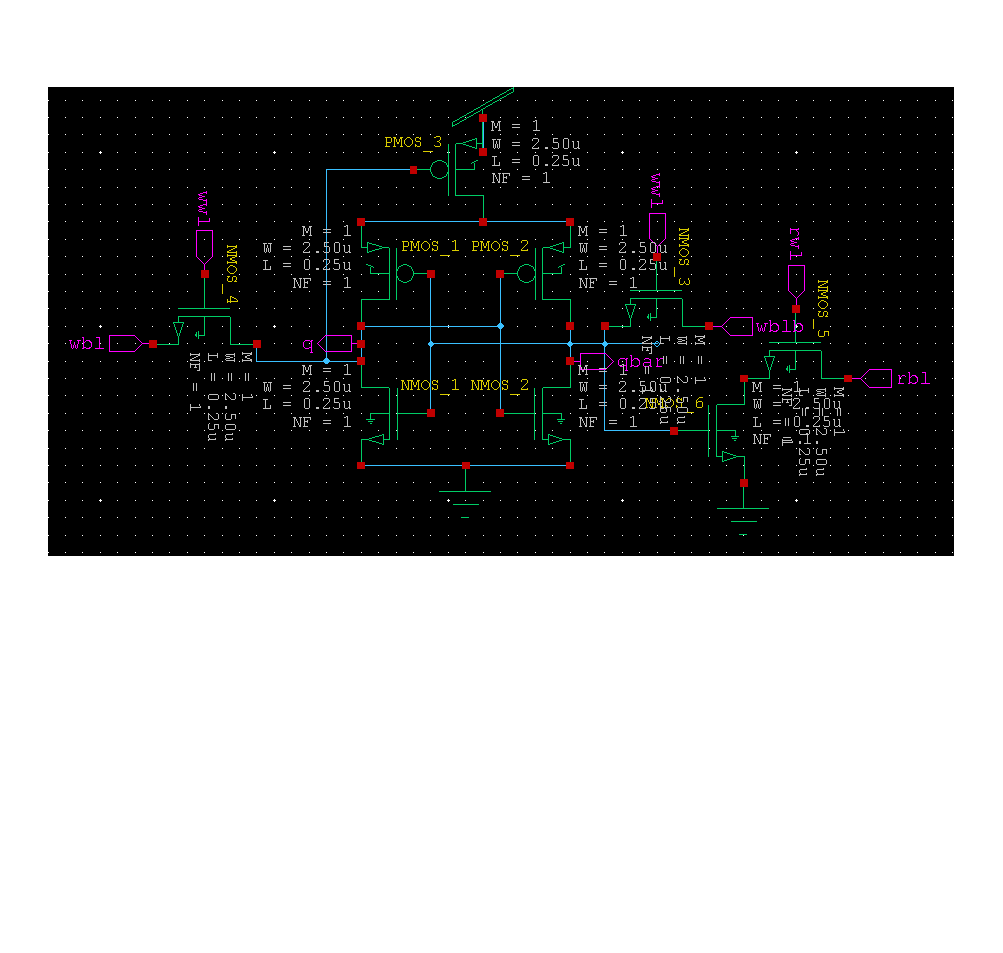 PMOS_3
M = 1
W = 2.50u
L = 0.25u
NF = 1
wwl
NMOS_4
M = 1
W = 2.50u
L = 0.25u
NF = 1
wbl
M = 1
W = 2.50u
L = 0.25u
NF = 1
PMOS_1
PMOS_2
M = 1
W = 2.50u
L = 0.25u
NF = 1
wwl
NMOS_3
M = 1
W = 2.50u
L = 0.25u
NF = 1
wblb
rwl
NMOS_5
M = 1
W = 2.50u
L = 0.25u
NF = 1
rbl
q
qbar
M = 1
W = 2.50u
L = 0.25u
NF = 1
NMOS_1
NMOS_2
M = 1
W = 2.50u
L = 0.25u
NF = 1
NMOS_6
M = 1
W = 2.50u
L = 0.25u
NF = 1